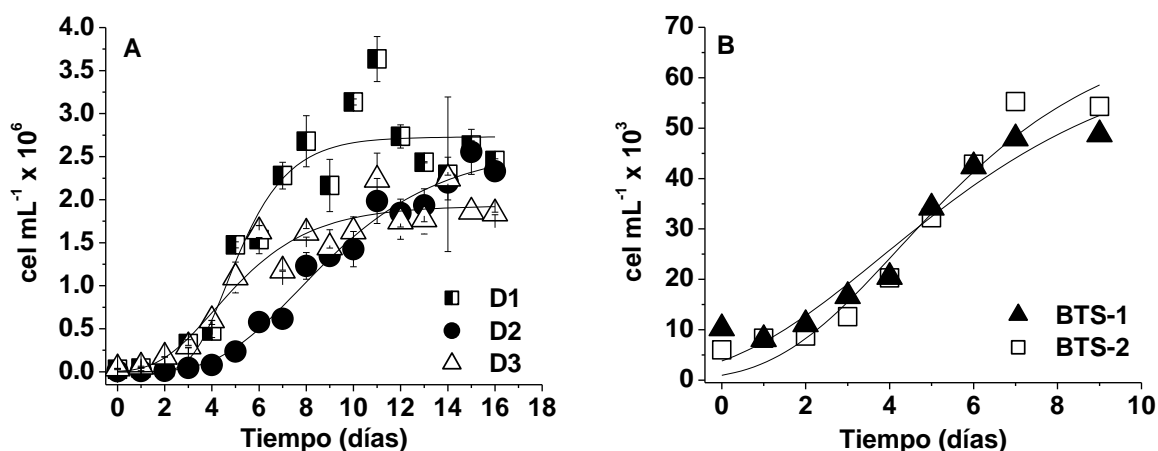 A
cel mL⁻¹ x 10⁶
4.0
3.5
3.0
2.5
2.0
1.5
1.0
0.5
0.0
D1
D2
D3
0 2 4 6 8 10 12 14 16 18
Tiempo (días)
B
cel mL⁻¹ x 10³
70
60
50
40
30
20
10
0
BTS-1
BTS-2
0 2 4 6 8 10
Tiempo (días)